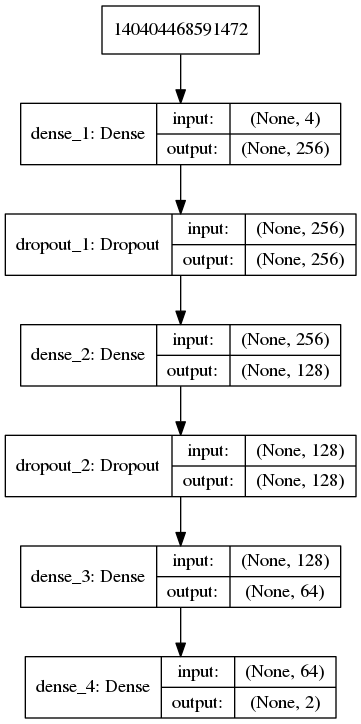 140404468591472
dense_1: Dense input: (None, 4)
output: (None, 256)
dropout_1: Dropout input: (None, 256)
output: (None, 256)
dense_2: Dense input: (None, 256)
output: (None, 128)
dropout_2: Dropout input: (None, 128)
output: (None, 128)
dense_3: Dense input: (None, 128)
output: (None, 64)
dense_4: Dense input: (None, 64)
output: (None, 2)